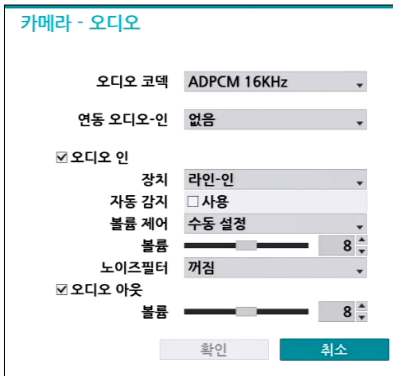 카메라 - 오디오
오디오 코덱 ADPCM 16KHz
연동 오디오-인 없음
오디오 인
장치 라인-인
자동 감지 사용
볼륨 제어 수동 설정
볼륨 8
노이즈필터 꺼짐
오디오 아웃
볼륨 8
확인 취소